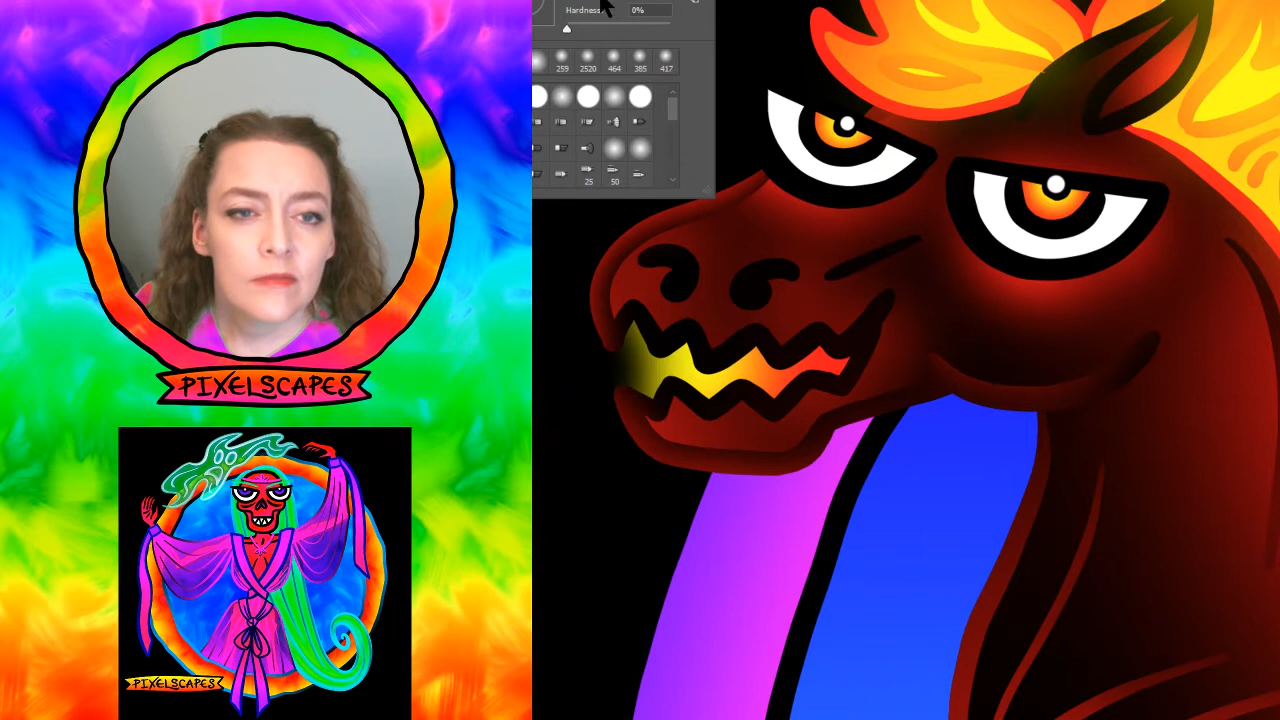 Hardness: 0%
259 2520 464 385 417
25 50
PIXELSCAPES
PIXELSCAPES